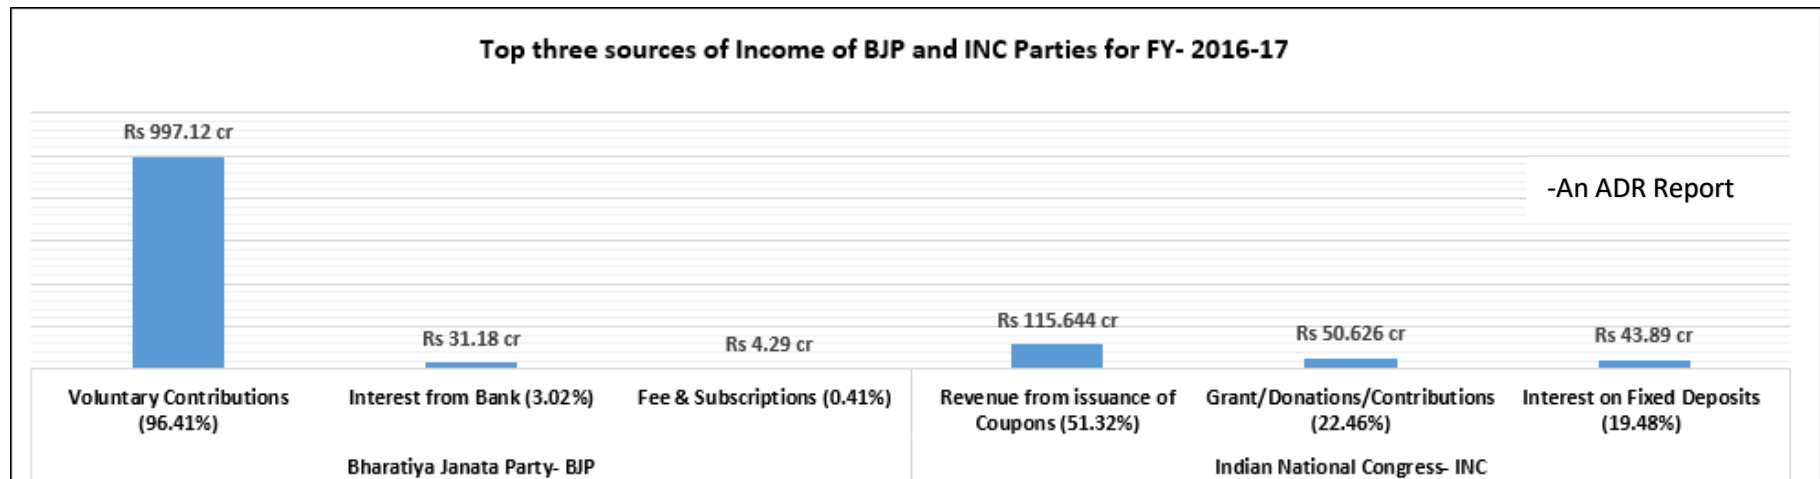 Top three sources of Income of BJP and INC Parties for FY- 2016-17
Rs 997.12 cr
-An ADR Report
Rs 31.18 cr
Rs 4.29 cr
Rs 115.644 cr
Rs 50.626 cr
Rs 43.89 cr
Voluntary Contributions
(96.41%)
Interest from Bank (3.02%)
Fee & Subscriptions (0.41%)
Revenue from issuance of
Coupons (51.32%)
Grant/Donations/Contributions
(22.46%)
Interest on Fixed Deposits
(19.48%)
Bharatiya Janata Party- BJP
Indian National Congress- INC